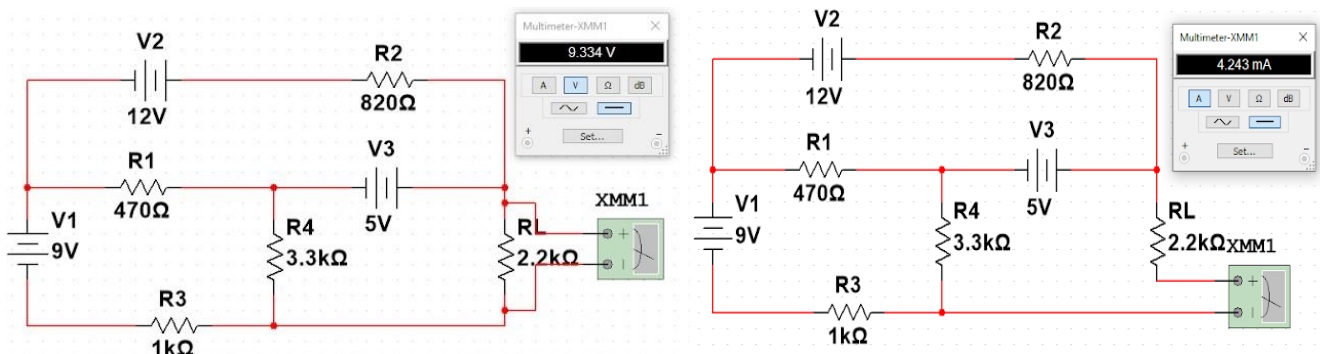 V2
12V
R2
820Ω
R1
470Ω
V3
5V
V1
9V
R4
3.3kΩ
RL
2.2kΩ
R3
1kΩ
XMM1
+
−
Multimeter-XMM1 ×
9.334 V
A V Ω dB
+ −
Set...
V2
12V
R2
820Ω
R1
470Ω
V3
5V
V1
9V
R4
3.3kΩ
RL
2.2kΩ
R3
1kΩ
XMM1
+
−
Multimeter-XMM1 ×
4.243 mA
A V Ω dB
+ −
Set...